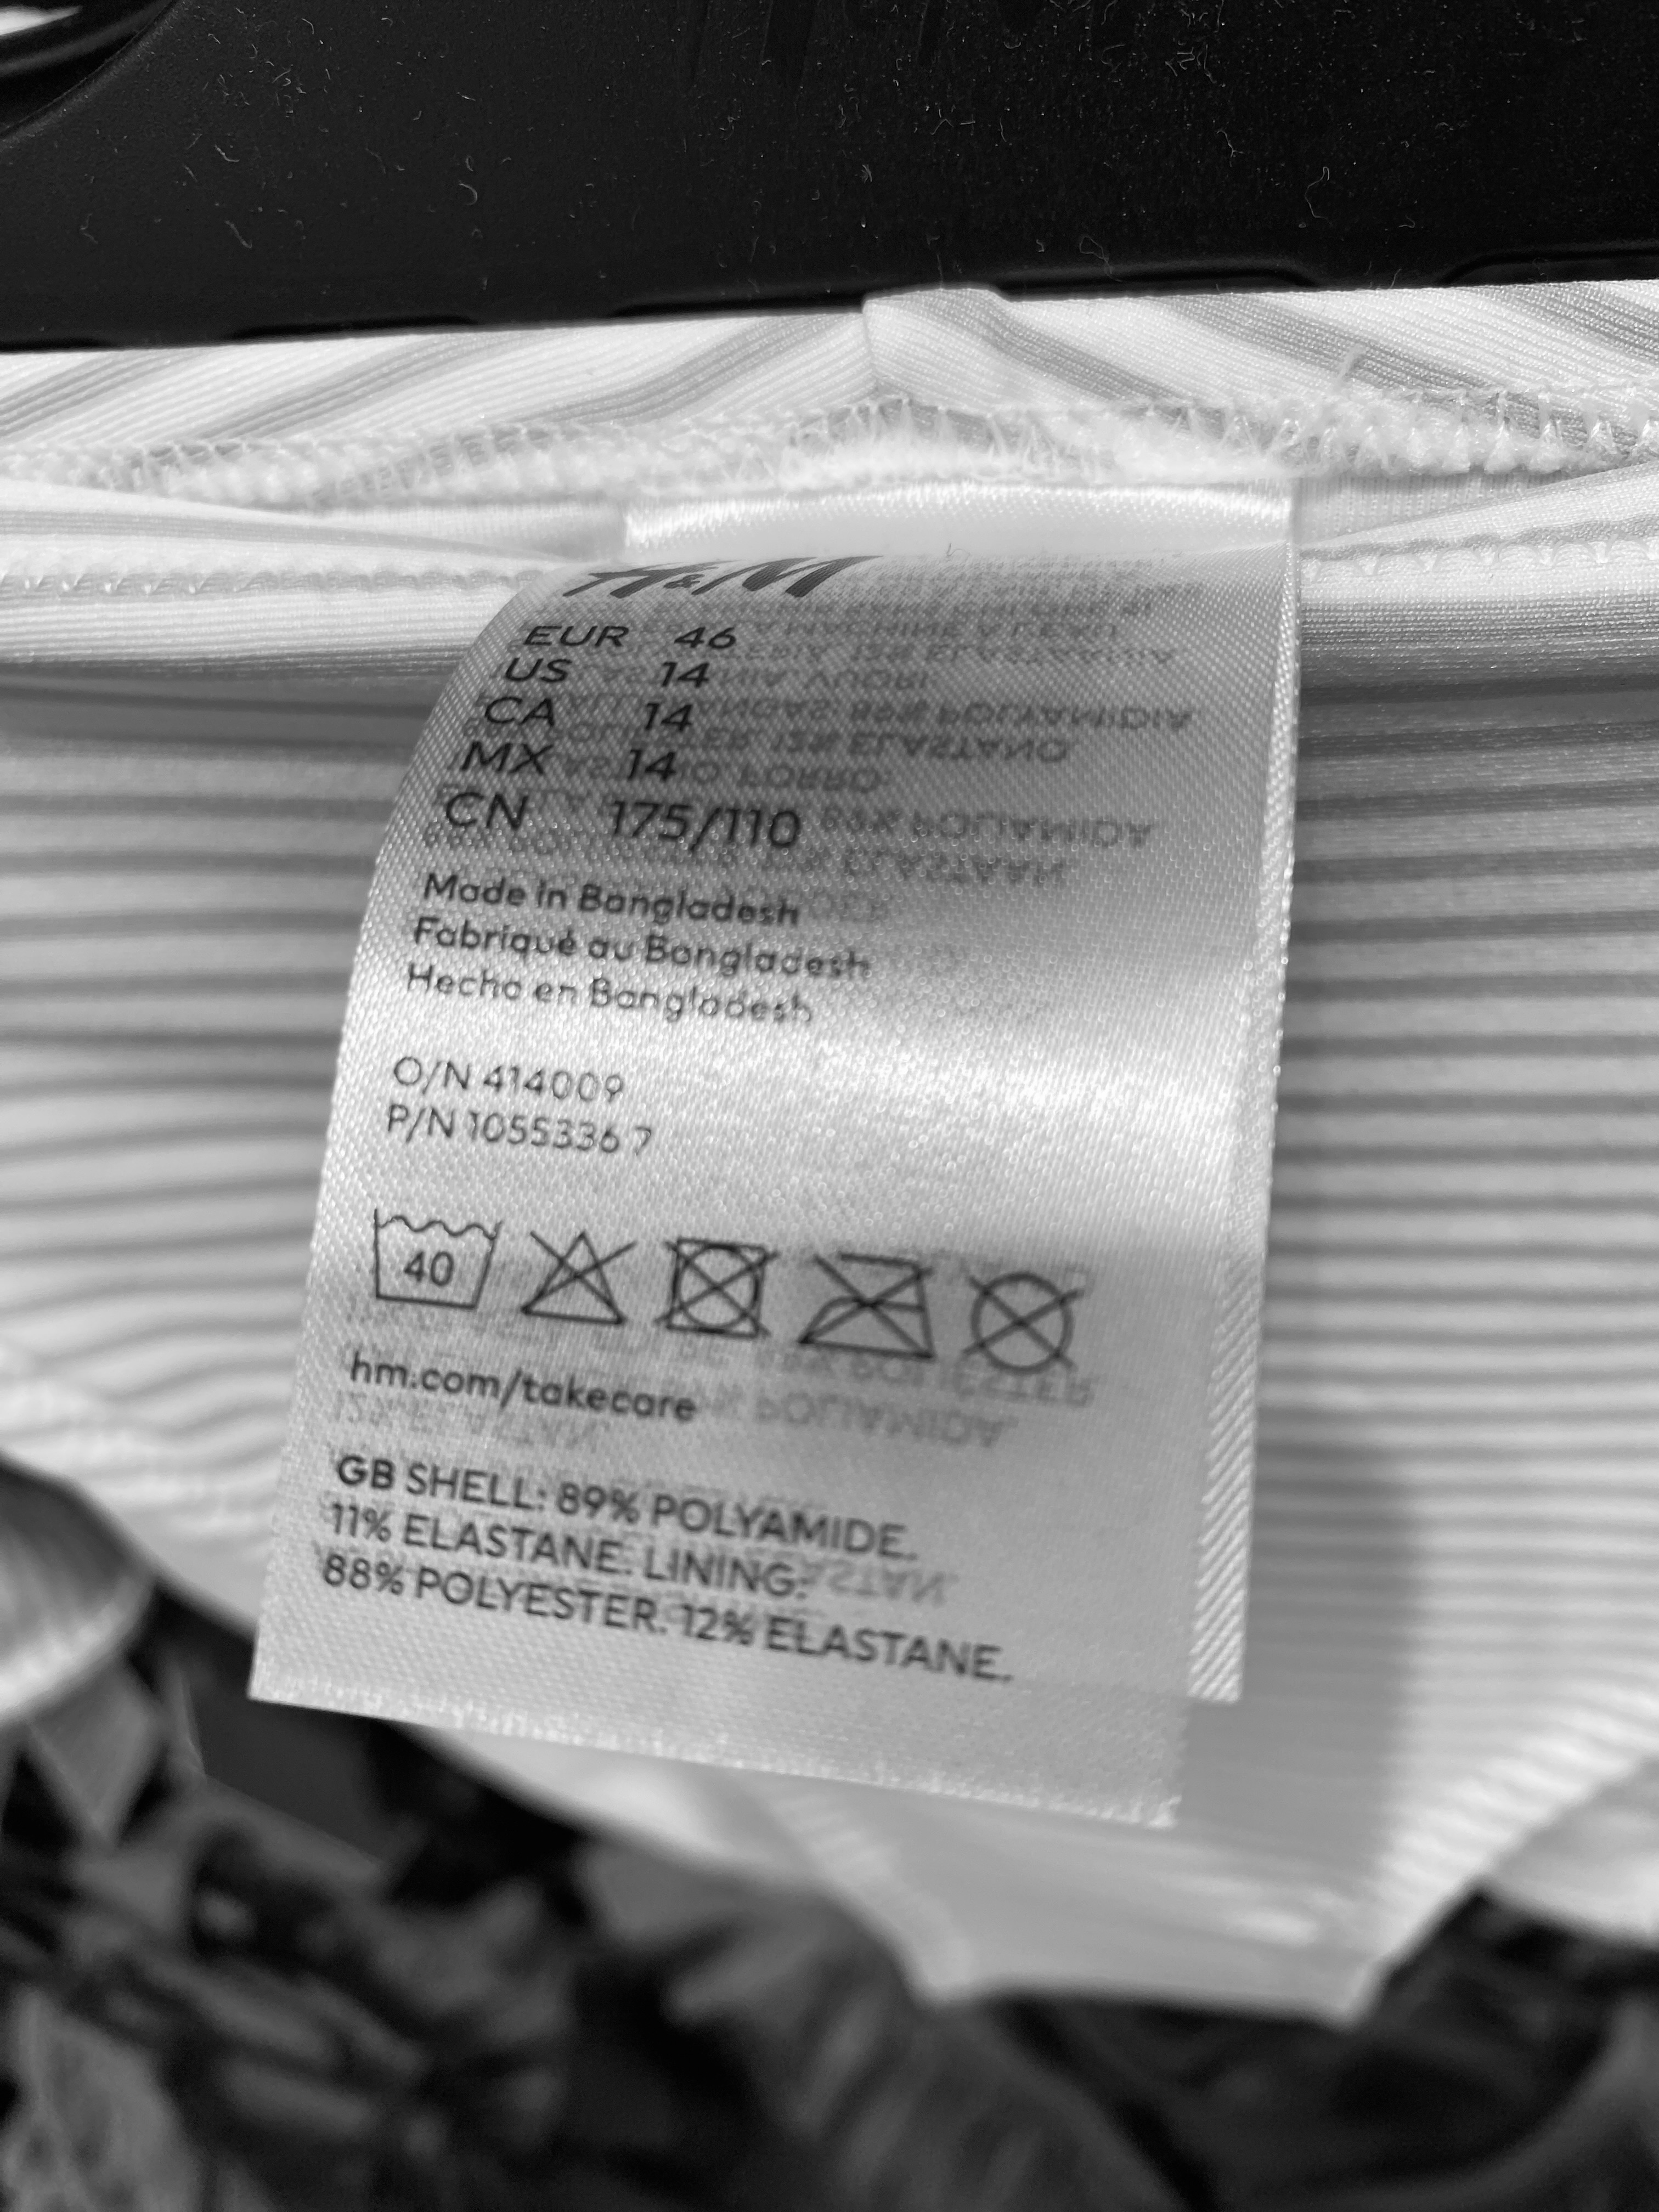 H&M
EUR 46
US 14
CA 14
MX 14
CN 175/110
Made in Bangladesh
Fabriqué au Bangladesh
Hecho en Bangladesh
O/N 414009
P/N 1055336 7
40
hm.com/takecare
GB SHELL: 89% POLYAMIDE.
11% ELASTANE. LINING:
88% POLYESTER. 12% ELASTANE.